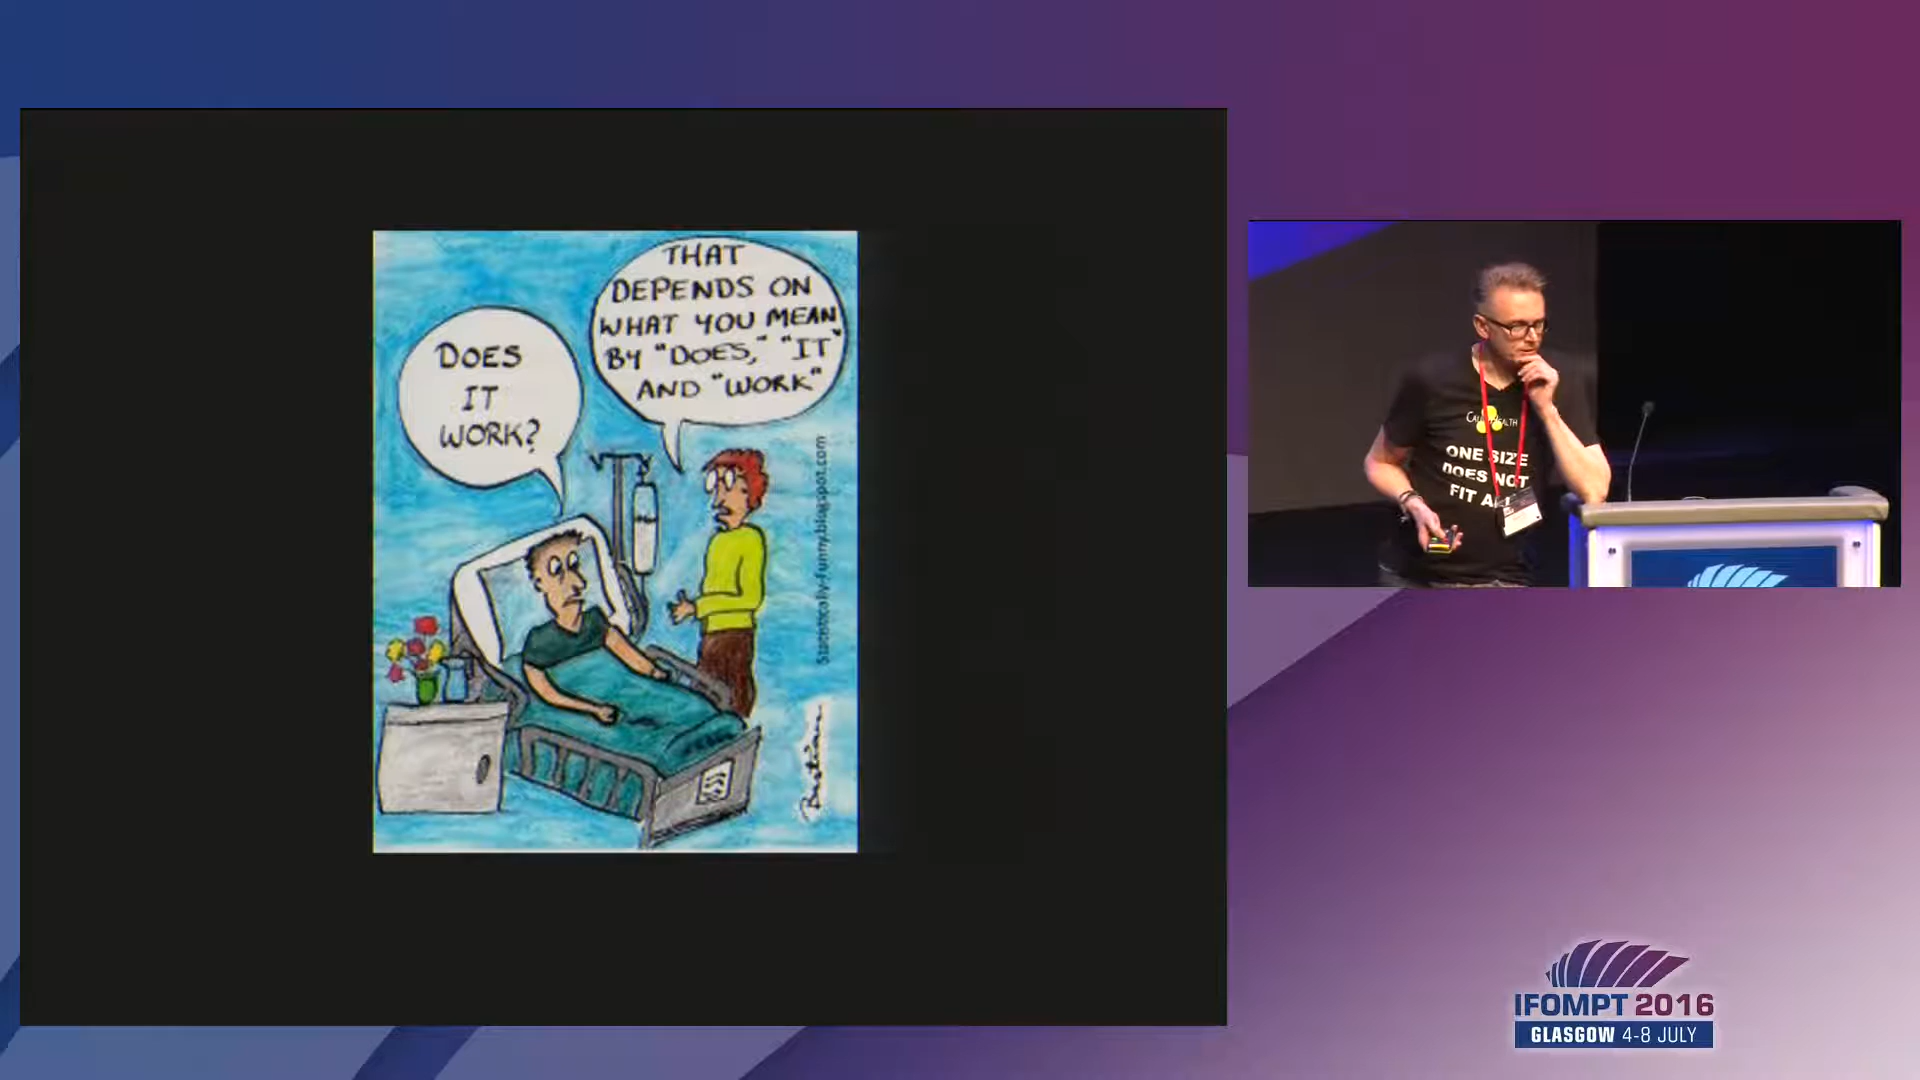 DOES
IT
WORK?
THAT
DEPENDS ON
WHAT YOU MEAN
BY "DOES," "IT"
AND "WORK"
Statistically-funny.blogspot.com
Bastian
ONE SIZE
DOES NOT
FIT
IFOMPT 2016
GLASGOW 4-8 JULY